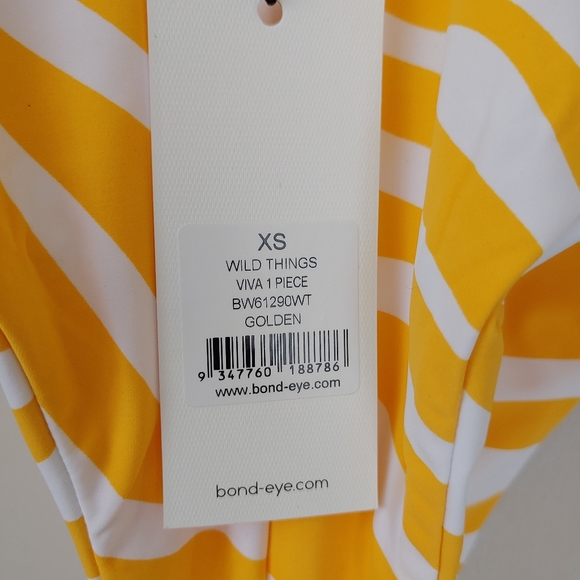 XS
WILD THINGS
VIVA 1 PIECE
BW61290WT
GOLDEN
9 347760 188786
www.bond-eye.com
bond-eye.com